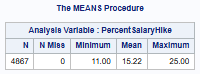 The MEANS Procedure
Analysis Variable : PercentSalaryHike
N N Miss Minimum Mean Maximum
4867 0 11.00 15.22 25.00